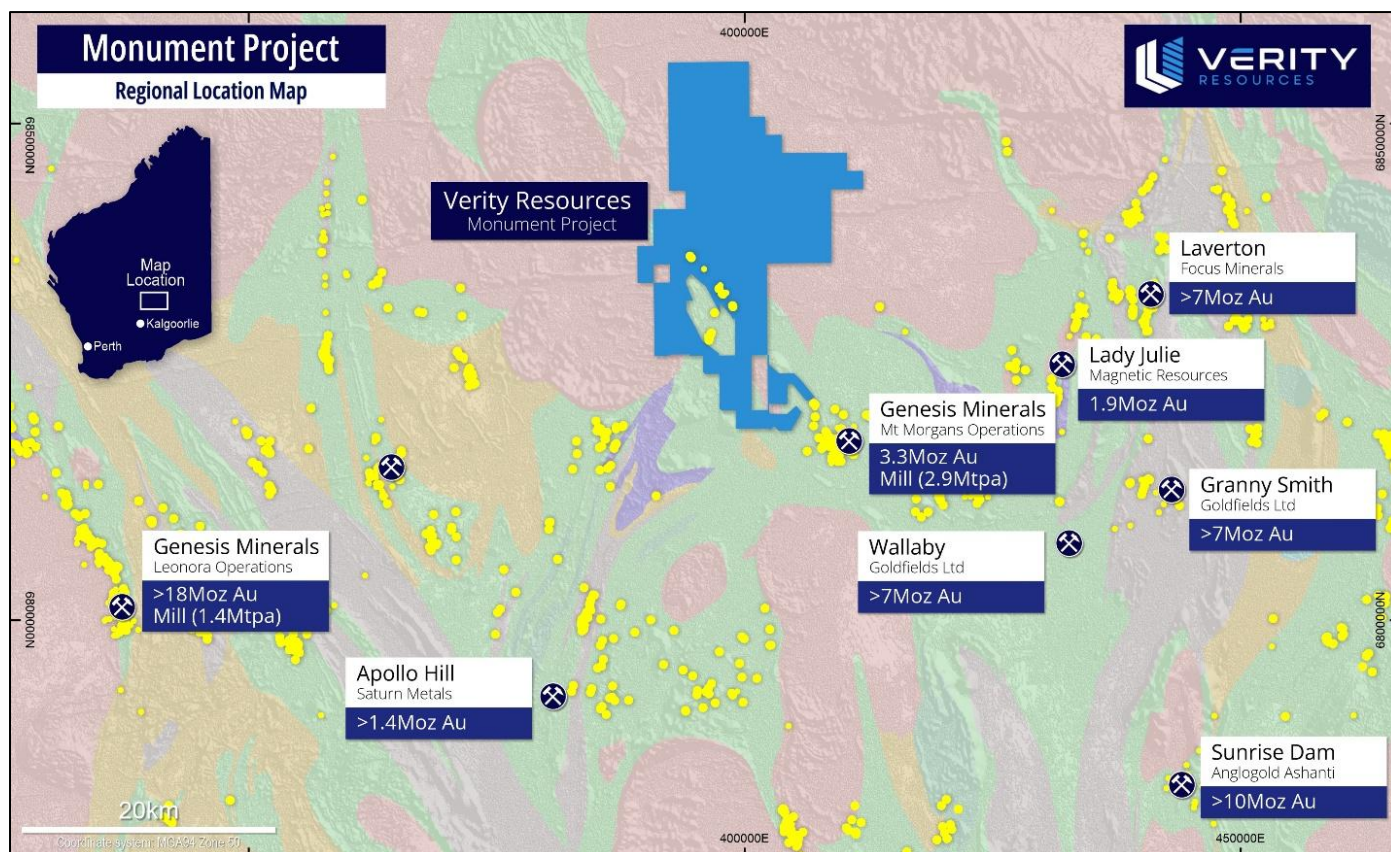 Monument Project
Regional Location Map
400000E
VERITY
RESOURCES
6850000N
6850000N
Map
Location
Kalgoorlie
Perth
Verity Resources
Monument Project
Laverton
Focus Minerals
>7Moz Au
Lady Julie
Magnetic Resources
1.9Moz Au
Genesis Minerals
Mt Morgans Operations
3.3Moz Au
Mill (2.9Mtpa)
Granny Smith
Goldfields Ltd
>7Moz Au
Wallaby
Goldfields Ltd
>7Moz Au
Genesis Minerals
Leonora Operations
>18Moz Au
Mill (1.4Mtpa)
6800000N
6800000N
Apollo Hill
Saturn Metals
>1.4Moz Au
Sunrise Dam
Anglogold Ashanti
>10Moz Au
20km
Coordinate system: MGA94 Zone 50
400000E
450000E